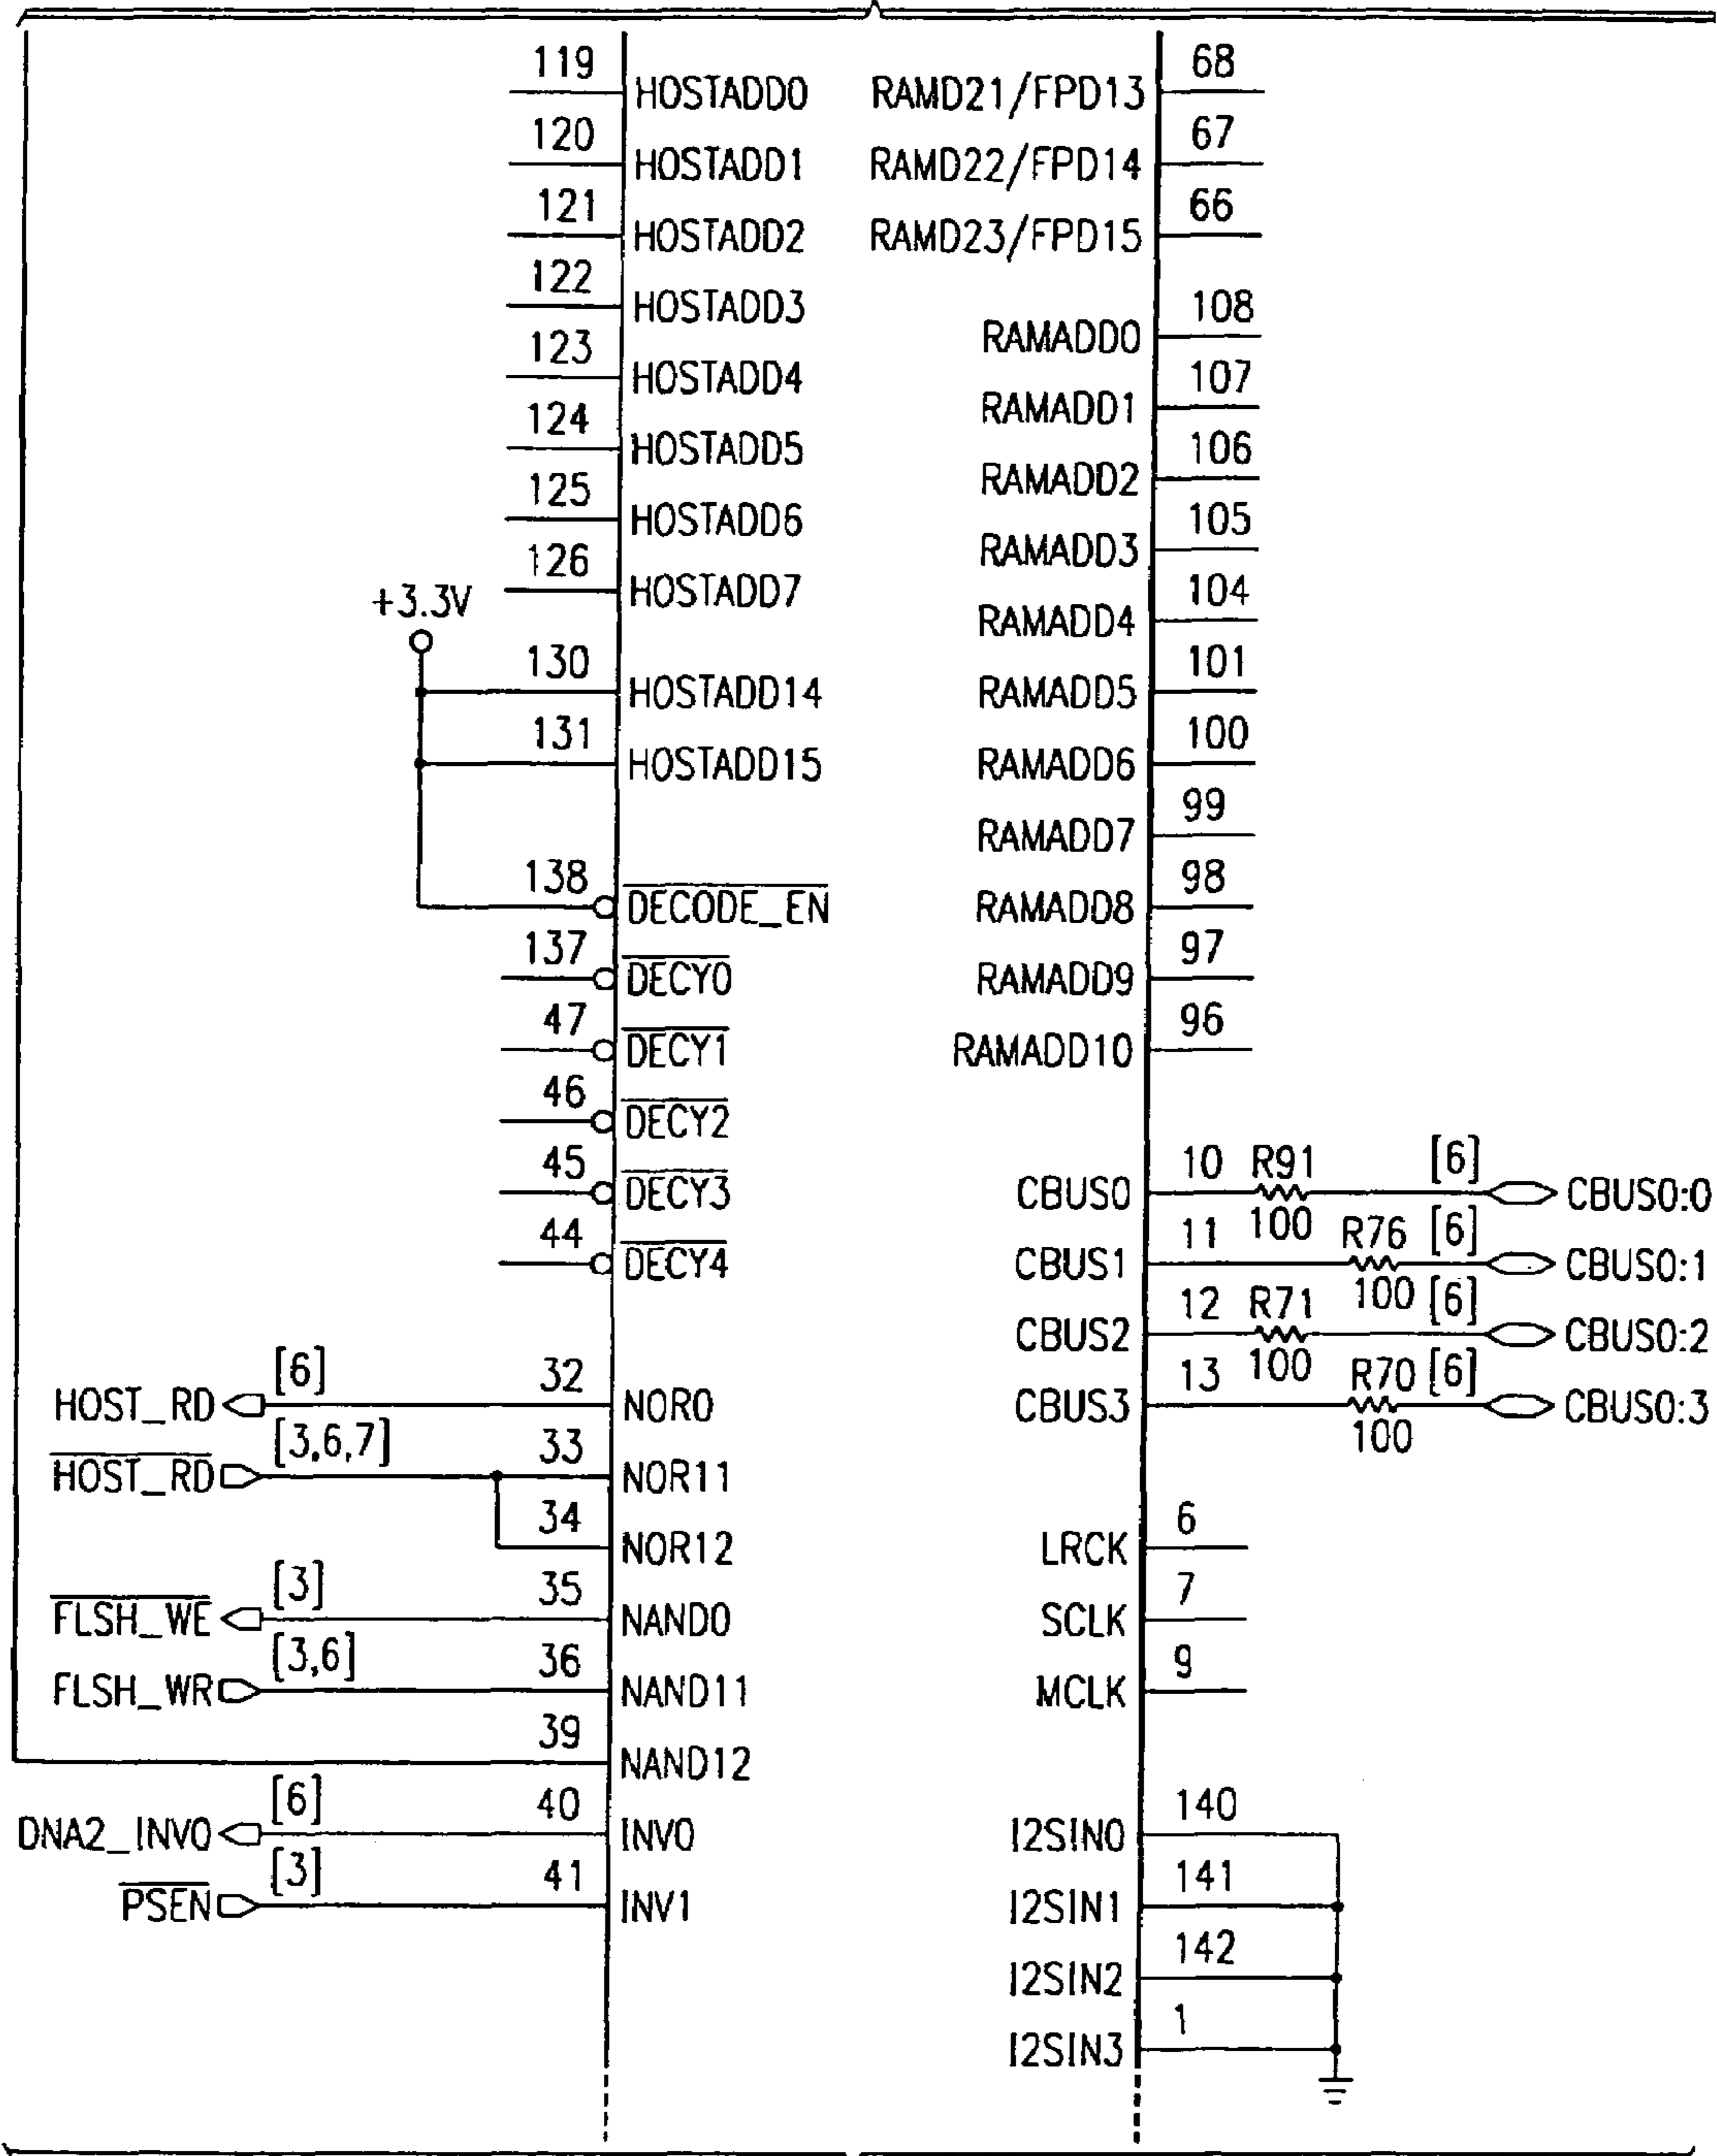 119 HOSTADD0 RAMD21/FPD13 68
120 HOSTADD1 RAMD22/FPD14 67
121 HOSTADD2 RAMD23/FPD15 66
122 HOSTADD3
RAMADD0 108
123 HOSTADD4
RAMADD1 107
124 HOSTADD5
RAMADD2 106
125 HOSTADD6
RAMADD3 105
126 HOSTADD7
+3.3V
RAMADD4 104
130 HOSTADD14 RAMADD5 101
131 HOSTADD15 RAMADD6 100
RAMADD7 99
138 DECODE_EN RAMADD8 98
137 DECY0 RAMADD9 97
47 DECY1 RAMADD10 96
46 DECY2
45 DECY3 CBUS0 10 R91 100 [6] CBUS0:0
44 DECY4 CBUS1 11 R76 100 [6] CBUS0:1
CBUS2 12 R71 100 [6] CBUS0:2
HOST_RD [6] 32 NOR0 CBUS3 13 R70 100 [6] CBUS0:3
HOST_RD [3,6,7] 33 NOR11
34 NOR12 LRCK 6
FLSH_WE [3] 35 NAND0 SCLK 7
FLSH_WR [3,6] 36 NAND11 MCLK 9
39 NAND12
DNA2_INV0 [6] 40 INV0 I2SIN0 140
PSEN [3] 41 INV1 I2SIN1 141
I2SIN2 142
I2SIN3 1